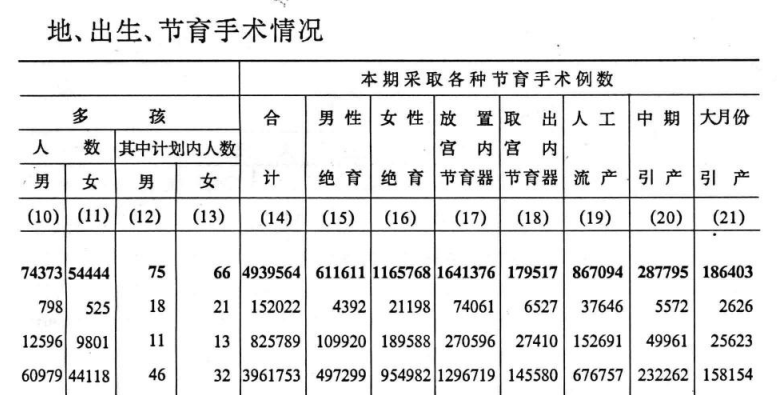 地、出生、节育手术情况
本期采取各种节育手术例数
多 孩 合 男 性 女 性 放 置 取 出 人 工 中 期 大月份
人 数 其中计划内人数 宫 内 宫 内
男 女 男 女 计 绝 育 绝 育 节育器 节育器 流 产 引 产 引 产
(10) (11) (12) (13) (14) (15) (16) (17) (18) (19) (20) (21)
74373 54444 75 66 4939564 611611 1165768 1641376 179517 867094 287795 186403
798 525 18 21 152022 4392 21198 74061 6527 37646 5572 2626
12596 9801 11 13 825789 109920 189588 270596 27410 152691 49961 25623
60979 44118 46 32 3961753 497299 954982 1296719 145580 676757 232262 158154